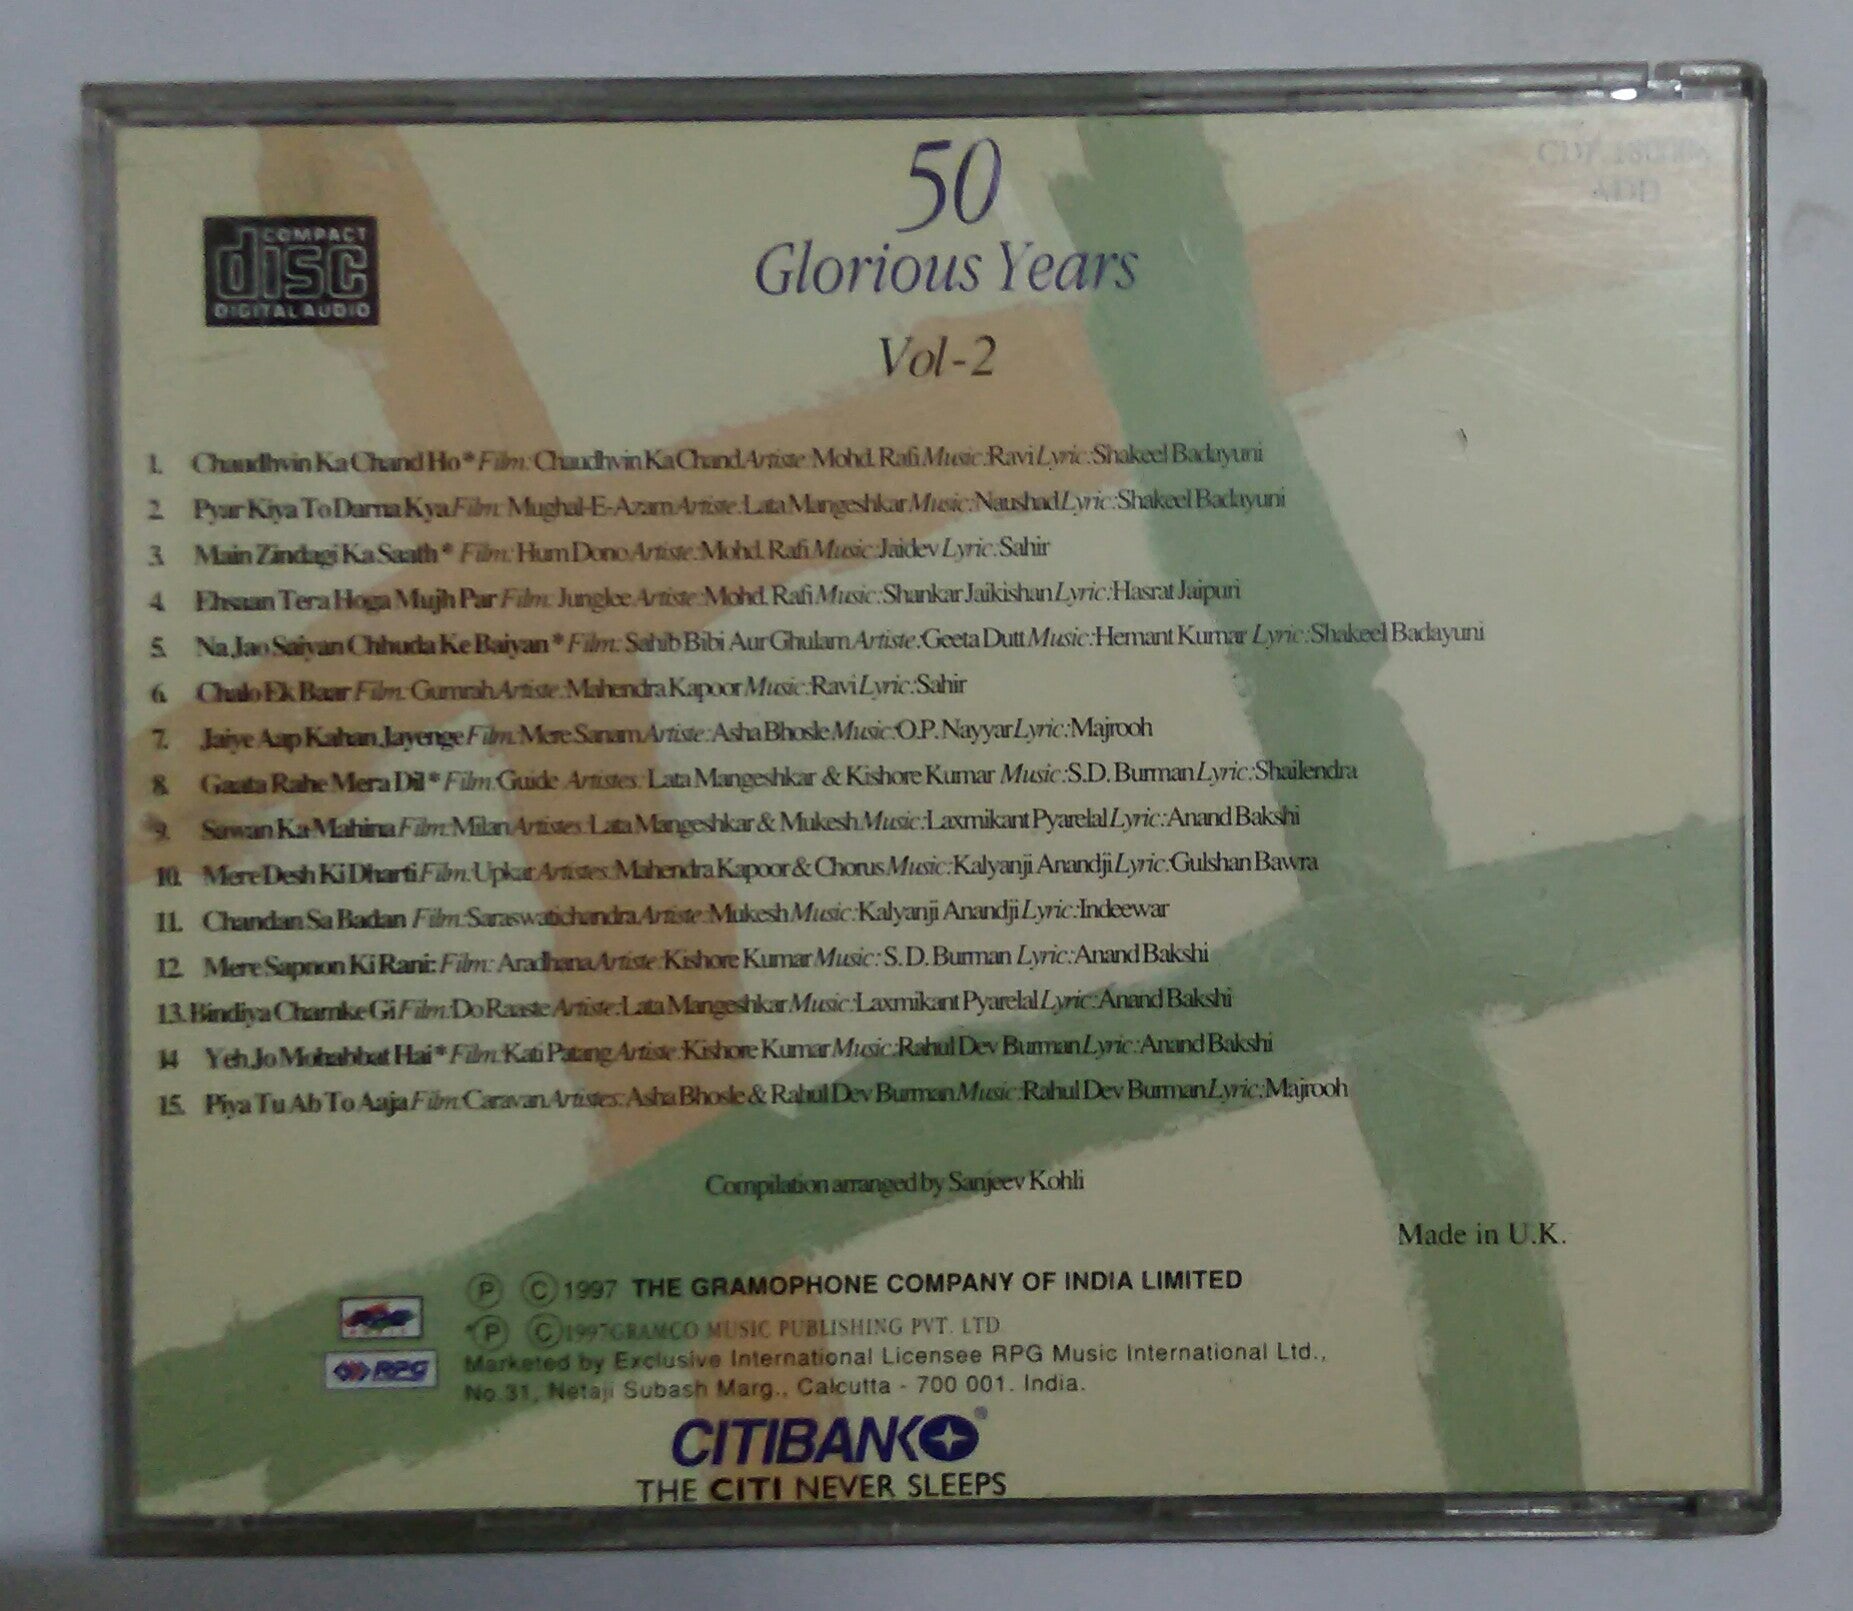 COMPACT
disc
DIGITAL AUDIO
ADD
50
Glorious Years
Vol-2
1. Chaudhvin Ka Chand Ho* Film: Chaudhvin Ka Chand Artiste: Mohd. Rafi Music: Ravi Lyric: Shakeel Badayuni
2. Pyar Kiya To Darna Kya Film: Mughal-E-Azam Artiste: Lata Mangeshkar Music: Naushad Lyric: Shakeel Badayuni
3. Main Zindagi Ka Saath* Film: Hum Dono Artiste: Mohd. Rafi Music: Jaidev Lyric: Sahir
4. Ehsaan Tera Hoga Mujh Par Film: Junglee Artiste: Mohd. Rafi Music: Shankar Jaikishan Lyric: Hasrat Jaipuri
5. Na Jao Saiyan Chhuda Ke Baiyan* Film: Sahib Bibi Aur Ghulam Artiste: Geeta Dutt Music: Hemant Kumar Lyric: Shakeel Badayuni
6. Chalo Ek Baar Film: Gumrah Artiste: Mahendra Kapoor Music: Ravi Lyric: Sahir
7. Jaiye Aap Kahan Jayenge Film: Mere Sanam Artiste: Asha Bhosle Music: O.P. Nayyar Lyric: Majrooh
8. Gaata Rahe Mera Dil* Film: Guide Artistes: Lata Mangeshkar & Kishore Kumar Music: S.D. Burman Lyric: Shailendra
9. Sawan Ka Mahina Film: Milan Artistes: Lata Mangeshkar & Mukesh Music: Laxmikant Pyarelal Lyric: Anand Bakshi
10. Mere Desh Ki Dharti Film: Upkar Artistes: Mahendra Kapoor & Chorus Music: Kalyanji Anandji Lyric: Gulshan Bawra
11. Chandan Sa Badan Film: Saraswatichandra Artiste: Mukesh Music: Kalyanji Anandji Lyric: Indeewar
12. Mere Sapnon Ki Rani: Film: Aradhana Artiste: Kishore Kumar Music: S. D. Burman Lyric: Anand Bakshi
13. Bindiya Chamke Gi Film: Do Raaste Artiste: Lata Mangeshkar Music: Laxmikant Pyarelal Lyric: Anand Bakshi
14 Yeh Jo Mohabbat Hai* Film: Kati Patang Artiste: Kishore Kumar Music: Rahul Dev Burman Lyric: Anand Bakshi
15. Piya Tu Ab To Aaja Film: Caravan Artistes: Asha Bhosle & Rahul Dev Burman Music: Rahul Dev Burman Lyric: Majrooh
Compilation arranged by Sanjeev Kohli
Made in U.K.
Ⓟ Ⓒ 1997 THE GRAMOPHONE COMPANY OF INDIA LIMITED
*Ⓟ Ⓒ 1997 GRAMCO MUSIC PUBLISHING PVT. LTD
RPG
Marketed by Exclusive International Licensee RPG Music International Ltd.,
No.31, Netaji Subash Marg., Calcutta - 700 001. India.
CITIBANK®
THE CITI NEVER SLEEPS